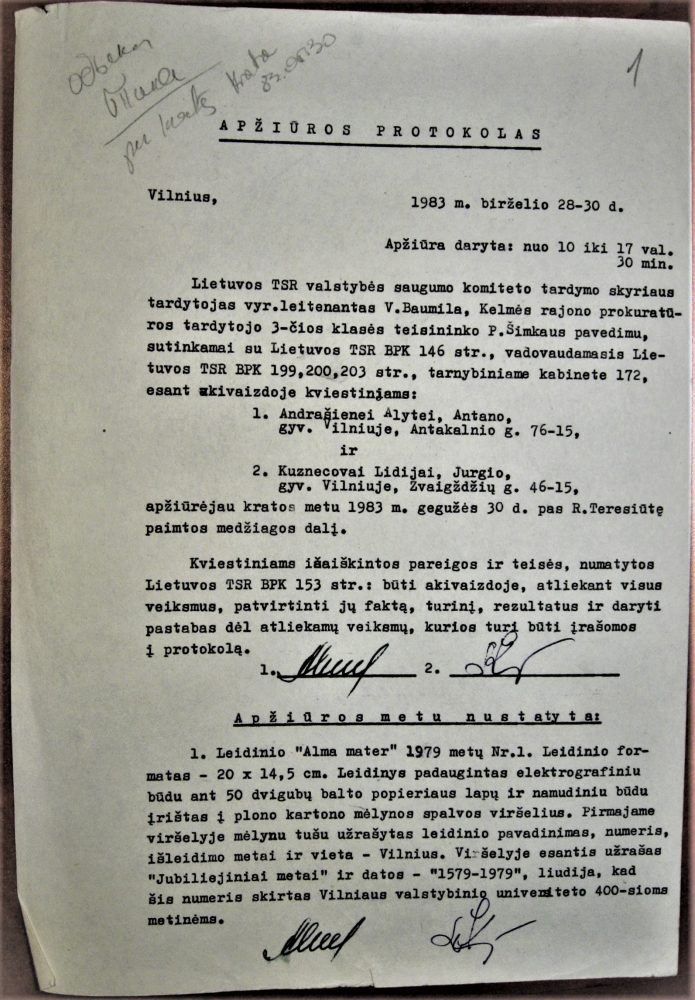 Krata
83.05.30
1
APŽIŪROS PROTOKOLAS
Vilnius,
1983 m. birželio 28-30 d.
Apžiūra daryta: nuo 10 iki 17 val.
30 min.
Lietuvos TSR valstybės saugumo komiteto tardymo skyriaus
tardytojas vyr.leitenantas V.Baumila, Kelmės rajono prokuratū-
ros tardytojo 3-čios klasės teisininko P.Šimkaus pavedimu,
sutinkamai su Lietuvos TSR BPK 146 str., vadovaudamasis Lie-
tuvos TSR BPK 199,200,203 str., tarnybiniame kabinete 172,
esant akivaizdoje kviestiniams:
1. Andrašienei Alytei, Antano,
gyv. Vilniuje, Antakalnio g. 76-15,
ir
2. Kuznecovai Lidijai, Jurgio,
gyv. Vilniuje, Žvaigždžių g. 46-15,
apžiūrėjau kratos metu 1983 m. gegužės 30 d. pas R.Teresiūtę
paimtos medžiagos dalį.
Kviestiniams išaiškintos pareigos ir teisės, numatytos
Lietuvos TSR BPK 153 str.: būti akivaizdoje, atliekant visus
veiksmus, patvirtinti jų faktą, turinį, rezultatus ir daryti
pastabas dėl atliekamų veiksmų, kurios turi būti įrašomos
į protokolą.
1. 2.
Apžiūros metu nustatyta:
1. Leidinio "Alma mater" 1979 metų Nr.1. Leidinio for-
matas - 20 x 14,5 cm. Leidinys padaugintas elektrografiniu
būdu ant 50 dvigubų balto popieriaus lapų ir namudiniu būdu
įrištas į plono kartono mėlynos spalvos viršelius. Pirmajame
viršelyje mėlynu tušu užrašytas leidinio pavadinimas, numeris,
išleidimo metai ir vieta - Vilnius. Viršelyje esantis užrašas
"Jubiliejiniai metai" ir datos - "1579-1979", liudija, kad
šis numeris skirtas Vilniaus valstybinio universiteto 400-sioms
metinėms.